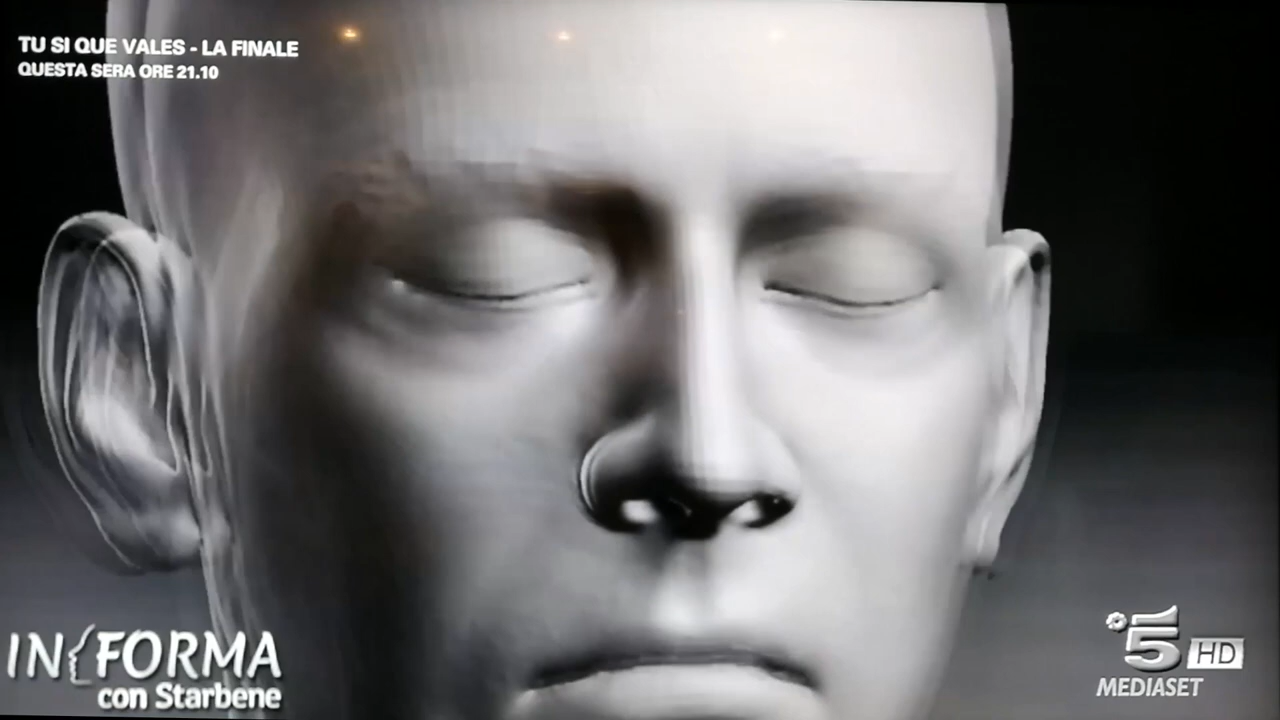 TU SI QUE VALES - LA FINALE
QUESTA SERA ORE 21.10
IN FORMA
con Starbene
5 HD
MEDIASET